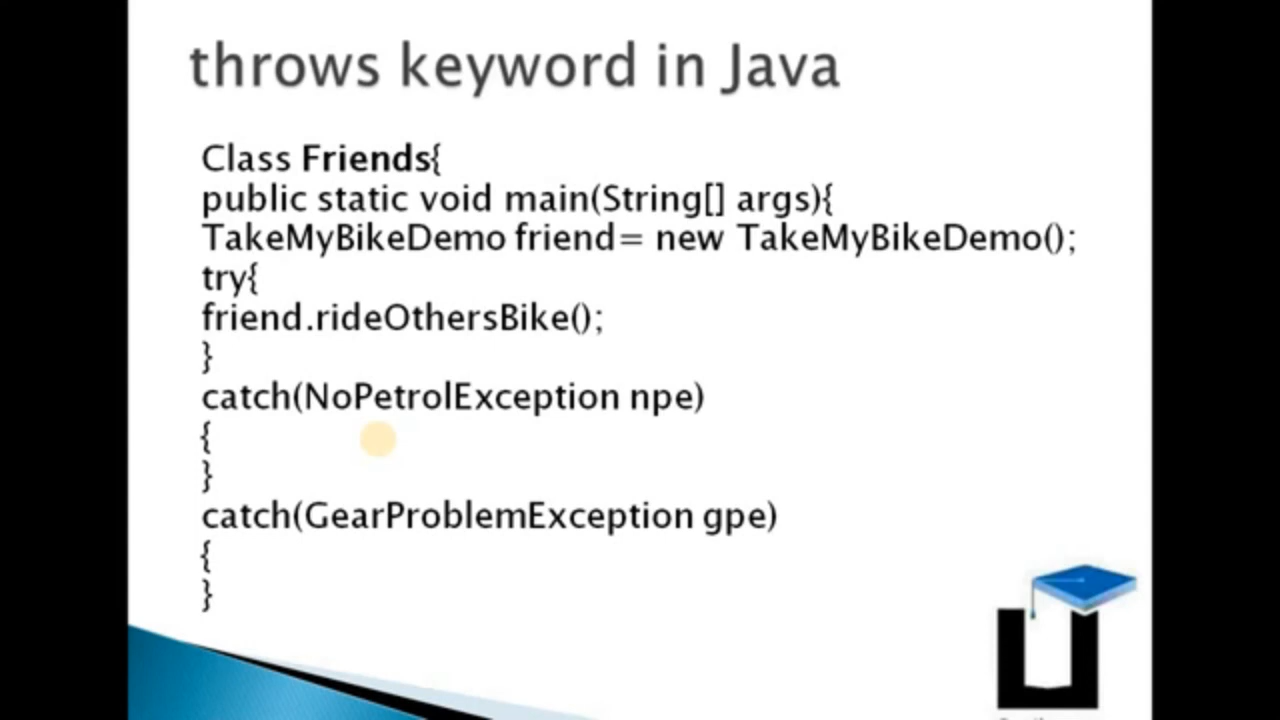 throws keyword in Java
Class Friends{
public static void main(String[] args){
TakeMyBikeDemo friend= new TakeMyBikeDemo();
try{
friend.rideOthersBike();
}
catch(NoPetrolException npe)
{
}
catch(GearProblemException gpe)
{
}